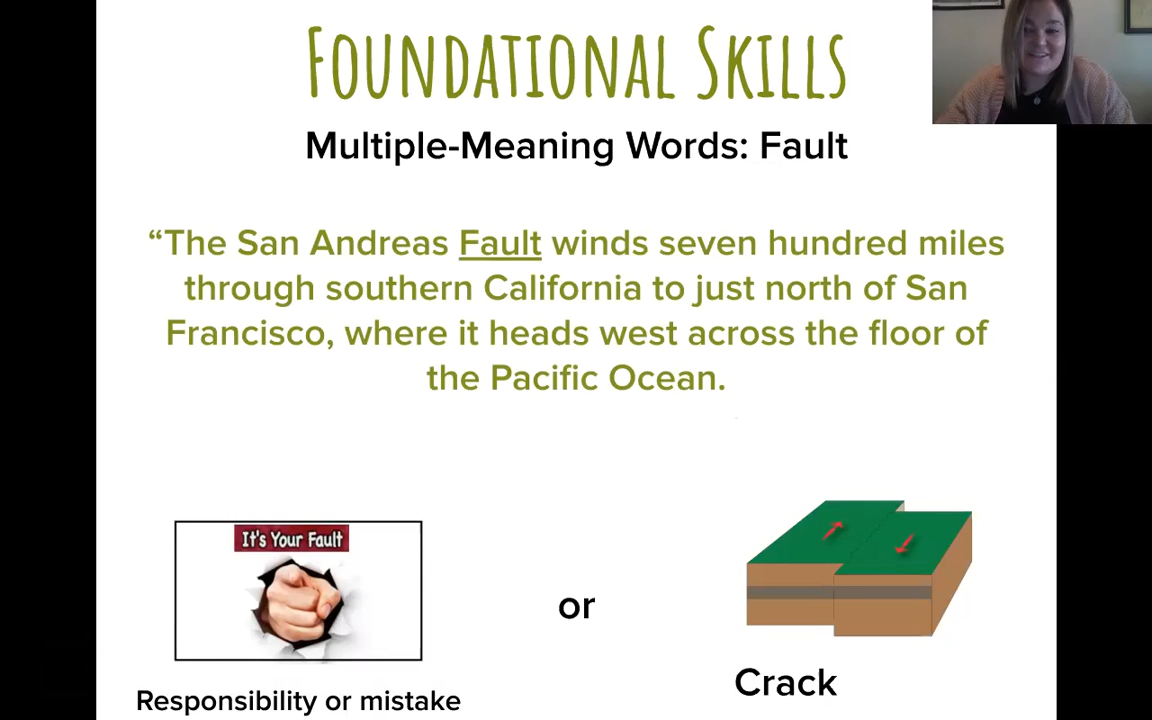 Foundational Skills
Multiple-Meaning Words: Fault
“The San Andreas Fault winds seven hundred miles
through southern California to just north of San
Francisco, where it heads west across the floor of
the Pacific Ocean.
It's Your Fault
or
Crack
Responsibility or mistake